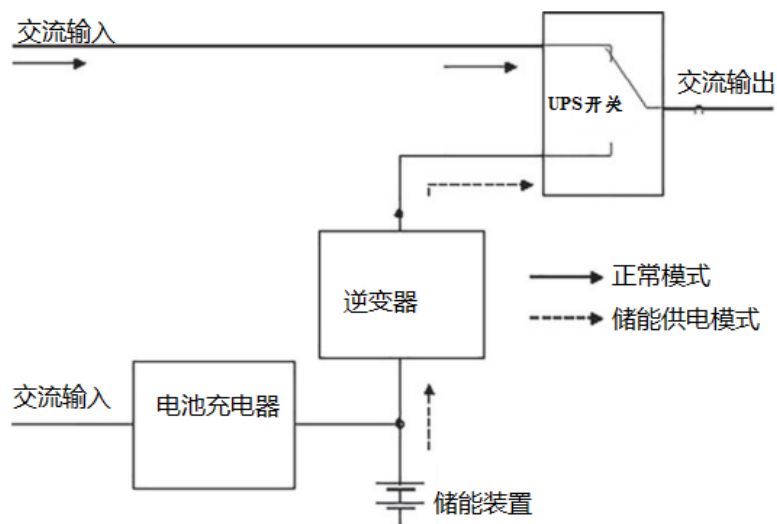 交流输入
交流输出
UPS开关
正常模式
逆变器
储能供电模式
交流输入
电池充电器
储能装置